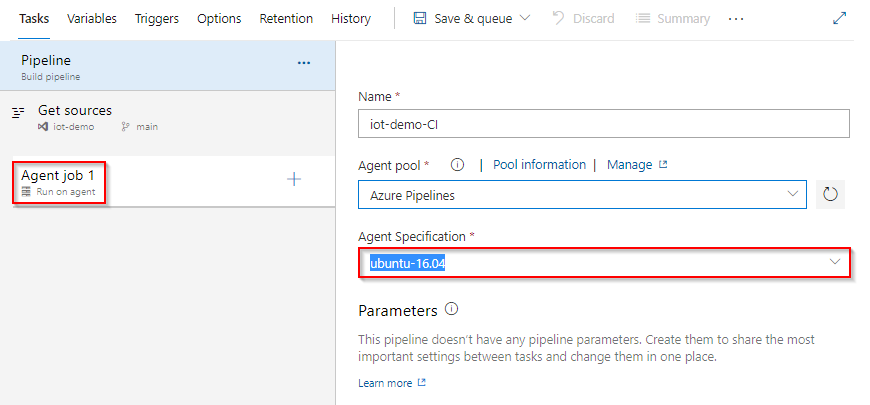 Tasks Variables Triggers Options Retention History Save & queue Discard Summary ...
Pipeline ...
Build pipeline
Get sources
iot-demo main
Agent job 1 +
Run on agent
Name *
iot-demo-CI
Agent pool * | Pool information | Manage
Azure Pipelines
Agent Specification *
ubuntu-16.04
Parameters
This pipeline doesn't have any pipeline parameters. Create them to share the most
important settings between tasks and change them in one place.
Learn more